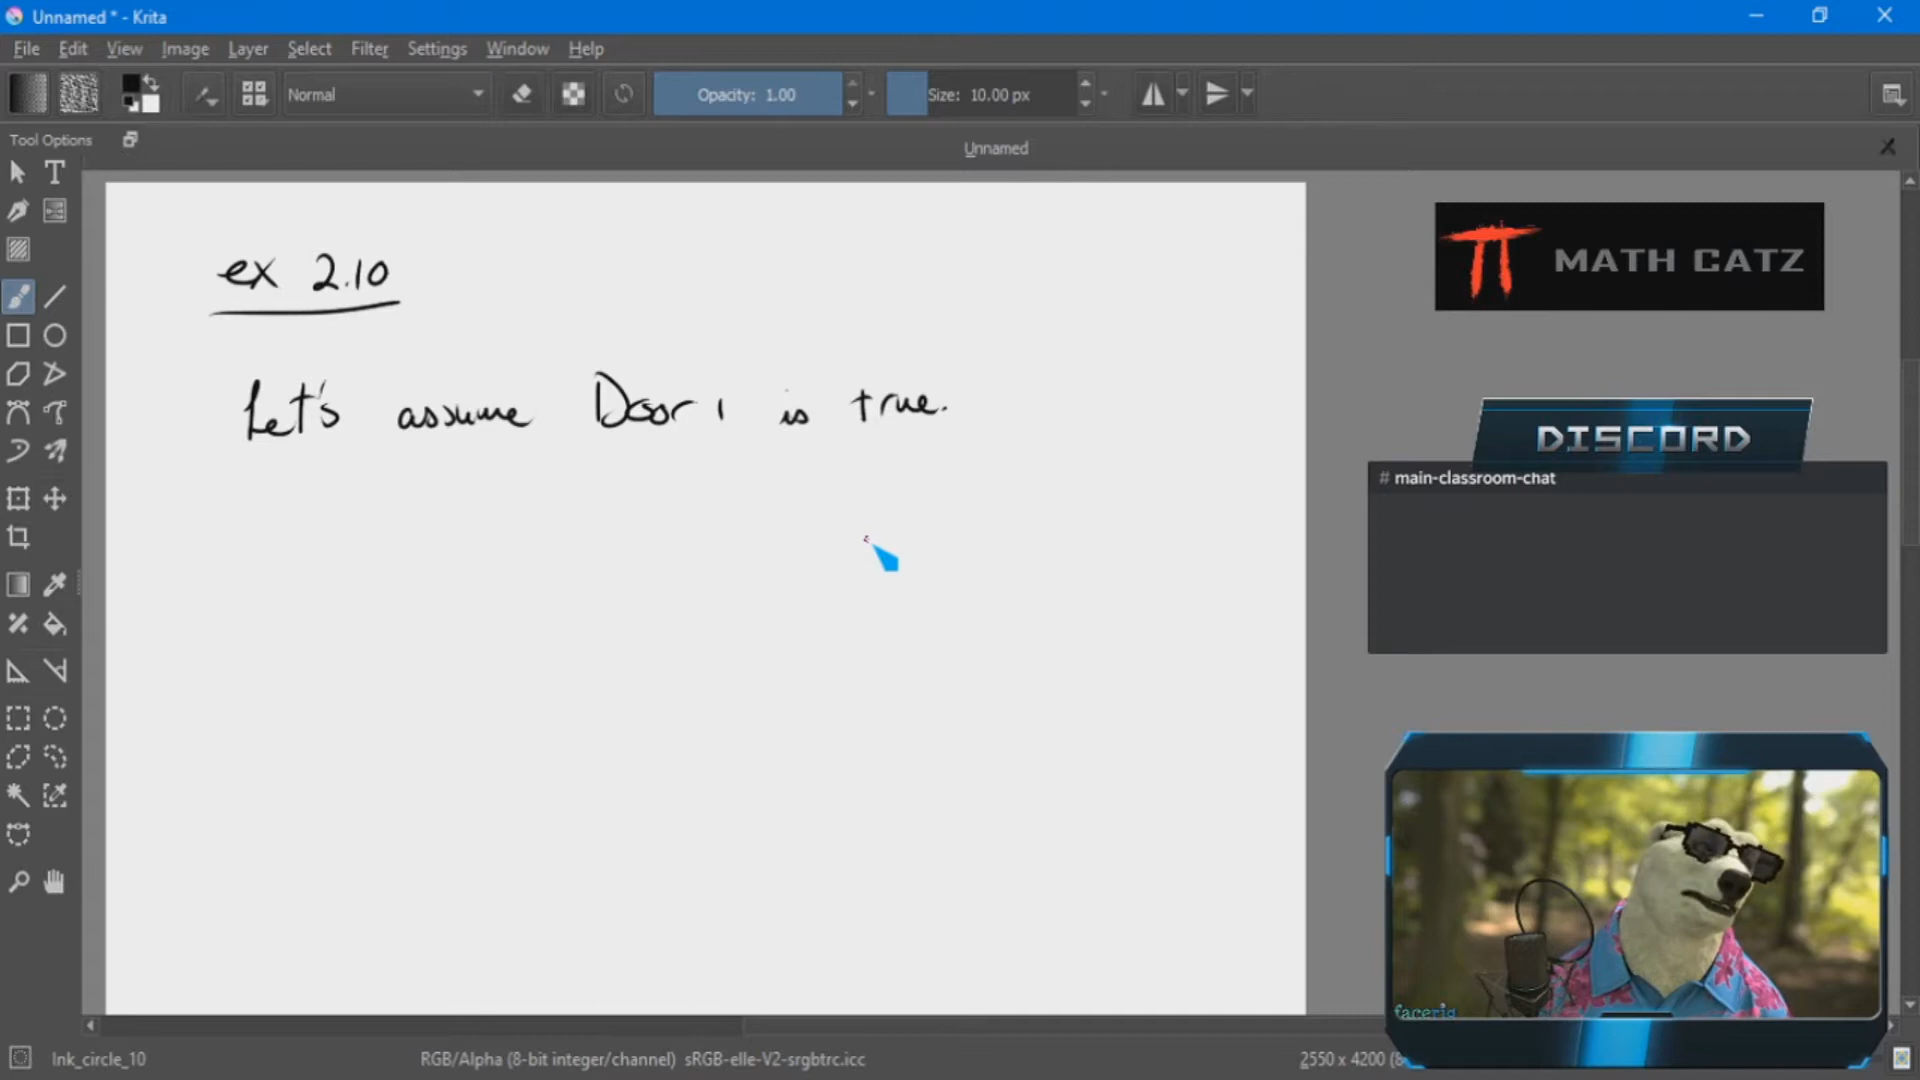 Unnamed * - Krita
File Edit View Image Layer Select Filter Settings Window Help
Normal
Opacity: 1.00
Size: 10.00 px
Tool Options
Unnamed
ex 2.10
Let's assume Door 1 is true.
MATH CATZ
DISCORD
# main-classroom-chat
facerig
Ink_circle_10
RGB/Alpha (8-bit integer/channel) sRGB-elle-V2-srgbtrc.icc
2550 x 4200 (8